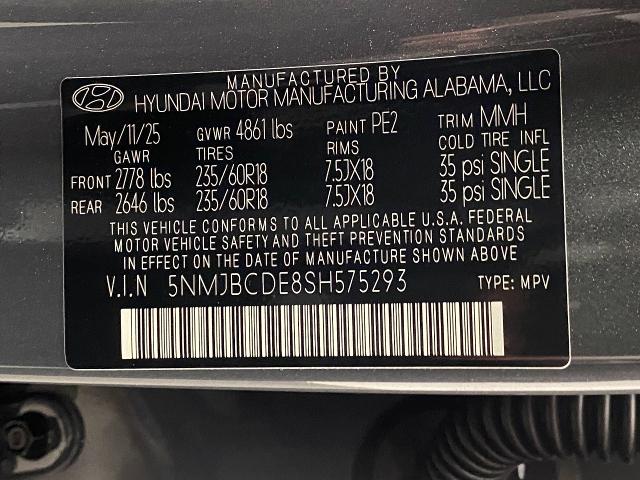 MANUFACTURED BY
HYUNDAI MOTOR MANUFACTURING ALABAMA, LLC
May/11/25 GVWR 4861 lbs PAINT PE2 TRIM MMH
GAWR TIRES RIMS COLD TIRE INFL
FRONT 2778 lbs 235/60R18 7.5JX18 35 psi SINGLE
REAR 2646 lbs 235/60R18 7.5JX18 35 psi SINGLE
THIS VEHICLE CONFORMS TO ALL APPLICABLE U.S.A. FEDERAL
MOTOR VEHICLE SAFETY AND THEFT PREVENTION STANDARDS
IN EFFECT ON THE DATE OF MANUFACTURE SHOWN ABOVE
V.I.N 5NMJBCDE8SH575293 TYPE: MPV